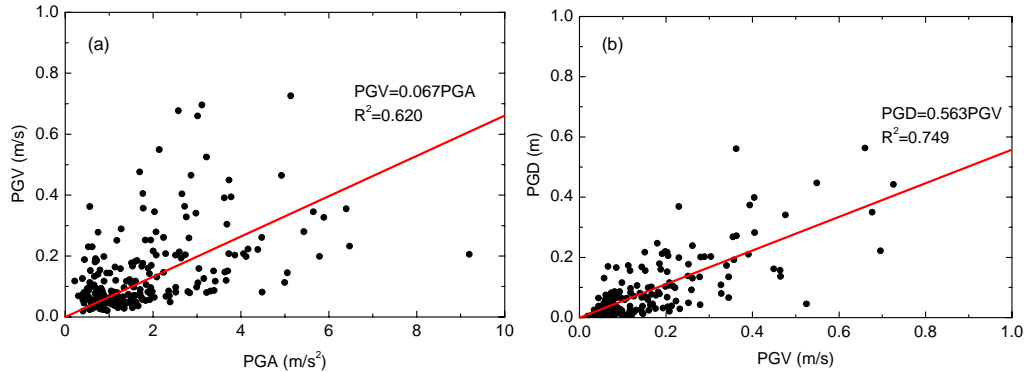 (a)
PGV=0.067PGA
R²=0.620
1.0
0.8
0.6
0.4
0.2
0.0
PGV (m/s)
0 2 4 6 8 10
PGA (m/s²)
(b)
PGD=0.563PGV
R²=0.749
1.0
0.8
0.6
0.4
0.2
0.0
PGD (m)
0.0 0.2 0.4 0.6 0.8 1.0
PGV (m/s)